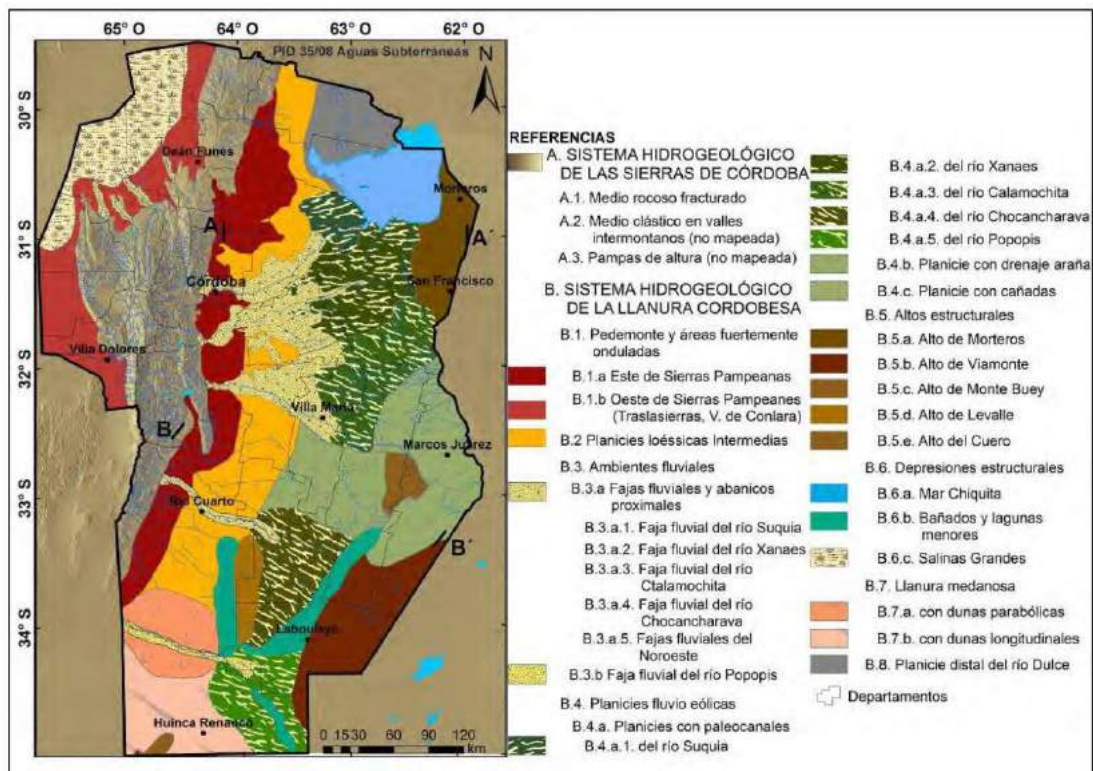 65° O 64° O 63° O 62° O
PID 35/08 Aguas Subterráneas
N
30° S
31° S
32° S
33° S
34° S
Deán Funes
Morteros
A
A´
Córdoba
San Francisco
Villa Dolores
Villa María
B
Marcos Juárez
Río Cuarto
B´
Laboulaye
Huinca Renancó
0 15 30 60 90 120
km
REFERENCIAS
A. SISTEMA HIDROGEOLÓGICO
DE LAS SIERRAS DE CÓRDOBA
A.1. Medio rocoso fracturado
A.2. Medio clástico en valles
intermontanos (no mapeada)
A.3. Pampas de altura (no mapeada)
B. SISTEMA HIDROGEOLÓGICO
DE LA LLANURA CORDOBESA
B.1. Pedemonte y áreas fuertemente
onduladas
B.1.a Este de Sierras Pampeanas
B.1.b Oeste de Sierras Pampeanes
(Traslasierras, V. de Conlara)
B.2 Planicies loéssicas Intermedias
B.3. Ambientes fluviales
B.3.a Fajas fluviales y abanicos
proximales
B.3.a.1. Faja fluvial del río Suquia
B.3.a.2. Faja fluvial del río Xanaes
B.3.a.3. Faja fluvial del río
Ctalamochita
B.3.a.4. Faja fluvial del río
Chocancharava
B.3.a.5. Fajas fluviales del
Noroeste
B.3.b Faja fluvial del río Popopis
B.4. Planicies fluvio eólicas
B.4.a. Planicies con paleocanales
B.4.a.1. del río Suquia
B.4.a.2. del río Xanaes
B.4.a.3. del río Calamochita
B.4.a.4. del río Chocancharava
B.4.a.5. del río Popopis
B.4.b. Planicie con drenaje araña
B.4.c. Planicie con cañadas
B.5. Altos estructurales
B.5.a. Alto de Morteros
B.5.b. Alto de Viamonte
B.5.c. Alto de Monte Buey
B.5.d. Alto de Levalle
B.5.e. Alto del Cuero
B.6. Depresiones estructurales
B.6.a. Mar Chiquita
B.6.b. Bañados y lagunas
menores
B.6.c. Salinas Grandes
B.7. Llanura medanosa
B.7.a. con dunas parabólicas
B.7.b. con dunas longitudinales
B.8. Planicie distal del río Dulce
Departamentos